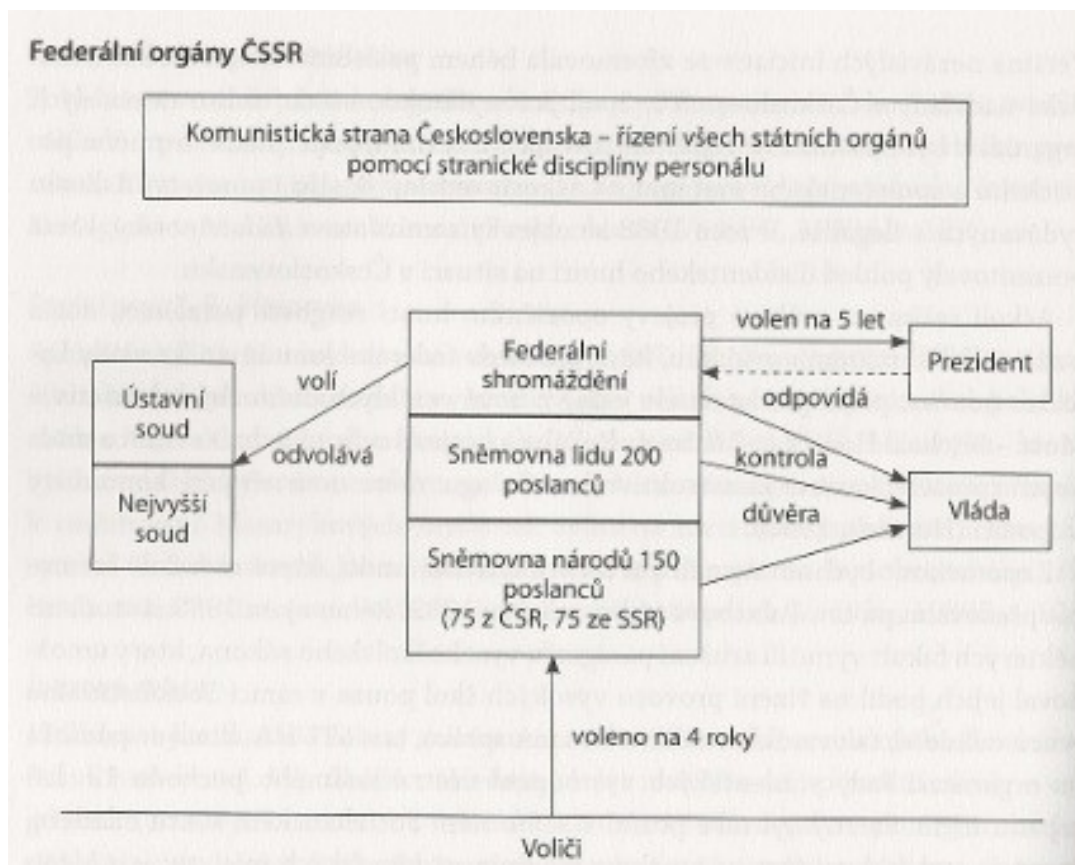 Federální orgány ČSSR
Komunistická strana Československa – řízení všech státních orgánů
pomocí stranické disciplíny personálu
Ústavní
soud
Nejvyšší
soud
volí
odvolává
Federální
shromáždění
Sněmovna lidu 200
poslanců
Sněmovna národů 150
poslanců
(75 z ČSR, 75 ze SSR)
volen na 5 let
odpovídá
kontrola
důvěra
Prezident
Vláda
voleno na 4 roky
Voliči